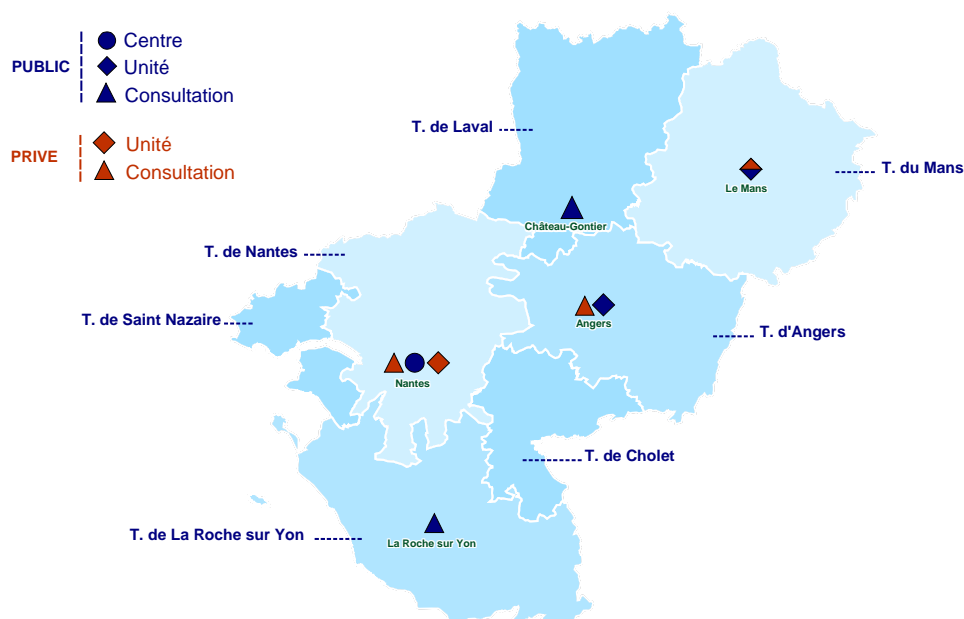 PUBLIC
Centre
Unité
Consultation
PRIVE
Unité
Consultation
T. de Laval
T. du Mans
Le Mans
Château-Gontier
T. de Nantes
T. de Saint Nazaire
Angers
T. d'Angers
Nantes
T. de Cholet
T. de La Roche sur Yon
La Roche sur Yon